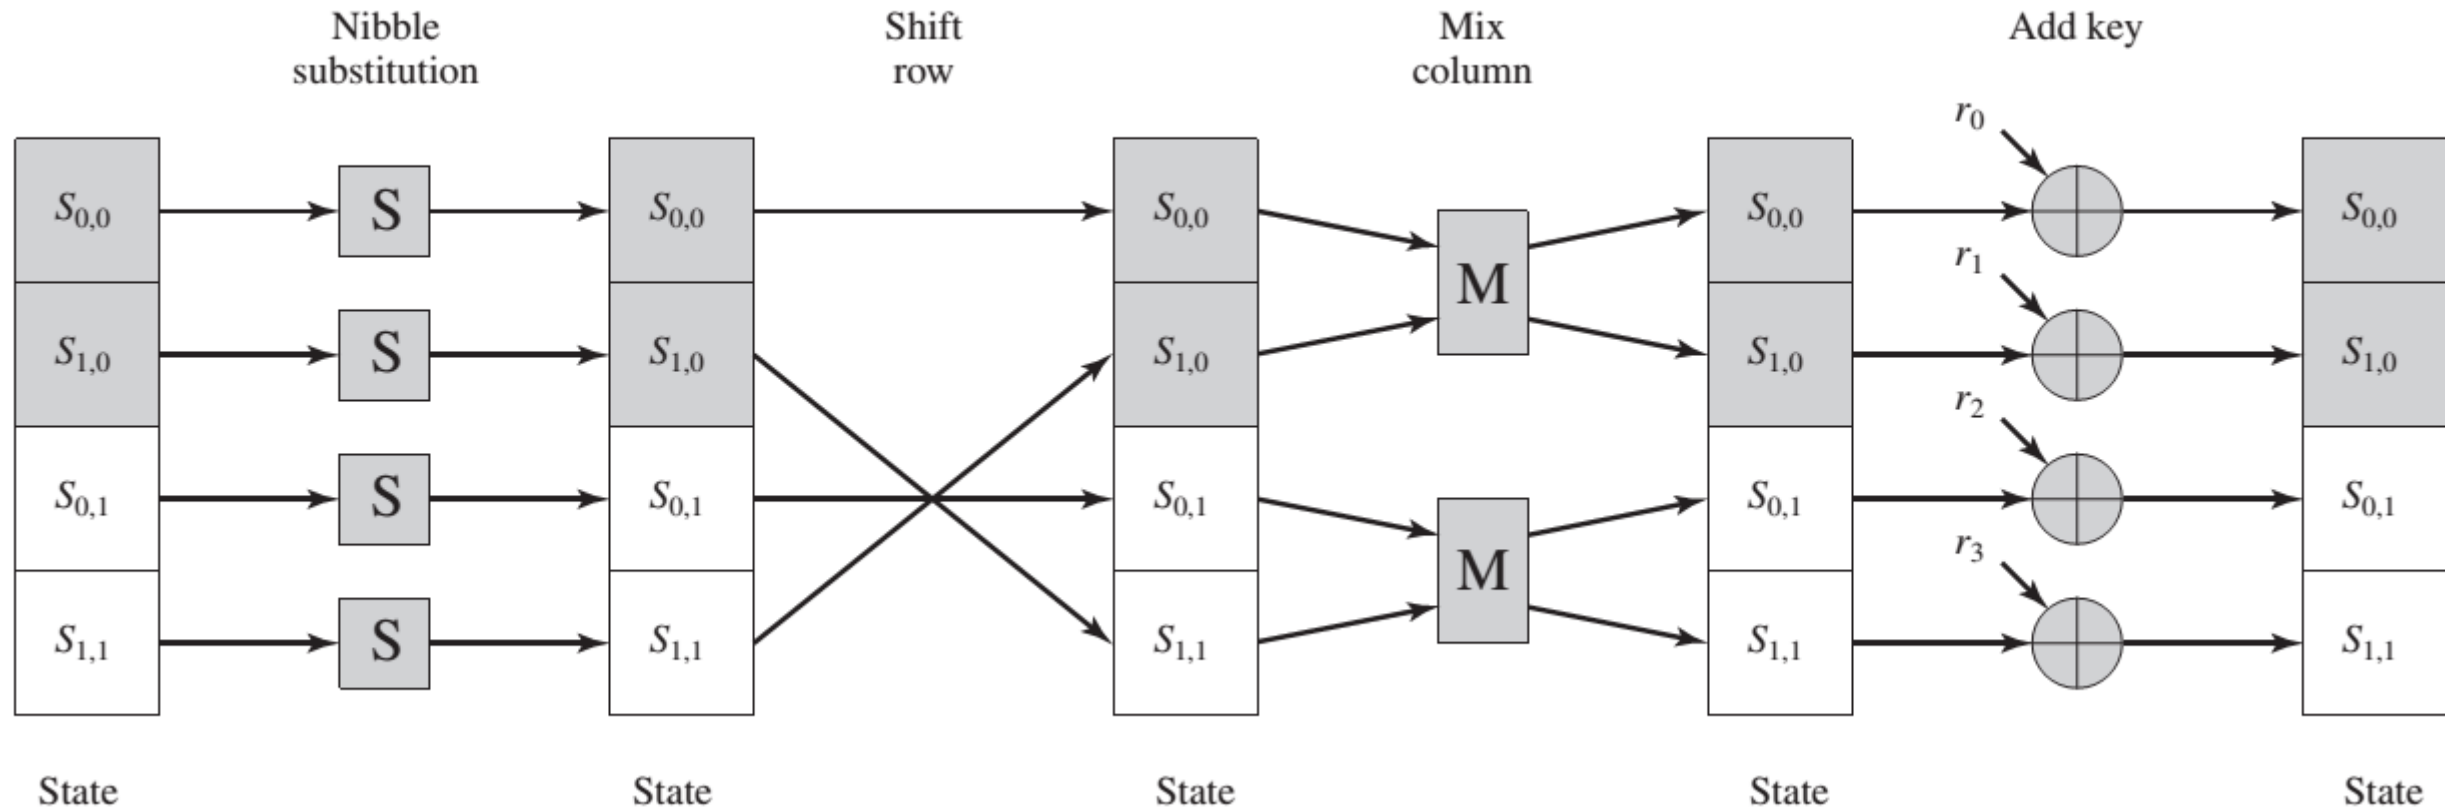 Nibble substitution
Shift row
Mix column
Add key
r0
S0,0 S S0,0 S0,0 S0,0 S0,0
M
r1
S1,0 S S1,0 S1,0 S1,0 S1,0
r2
S0,1 S S0,1 S0,1 S0,1 S0,1
M
r3
S1,1 S S1,1 S1,1 S1,1 S1,1
State State State State State